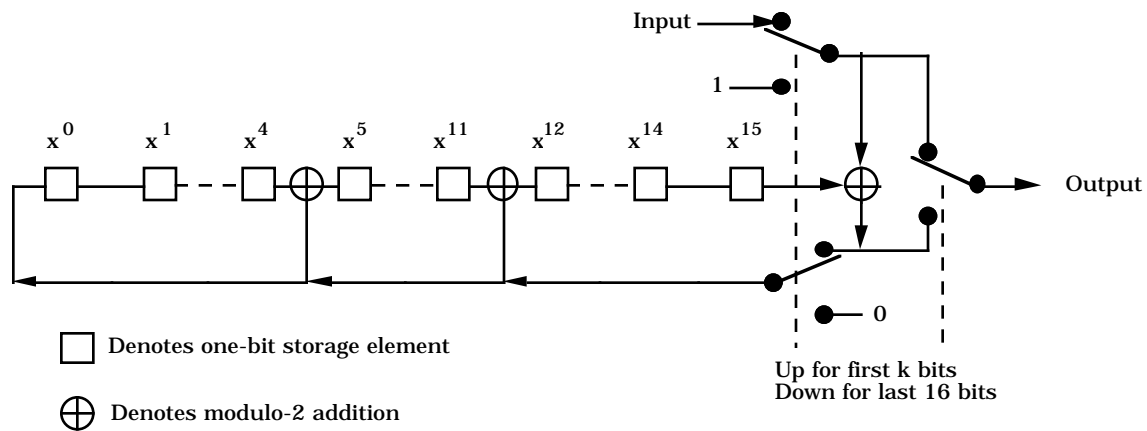 Input
1
x⁰ x¹ x⁴ x⁵ x¹¹ x¹² x¹⁴ x¹⁵
Output
0
Denotes one-bit storage element
Up for first k bits
Down for last 16 bits
Denotes modulo-2 addition